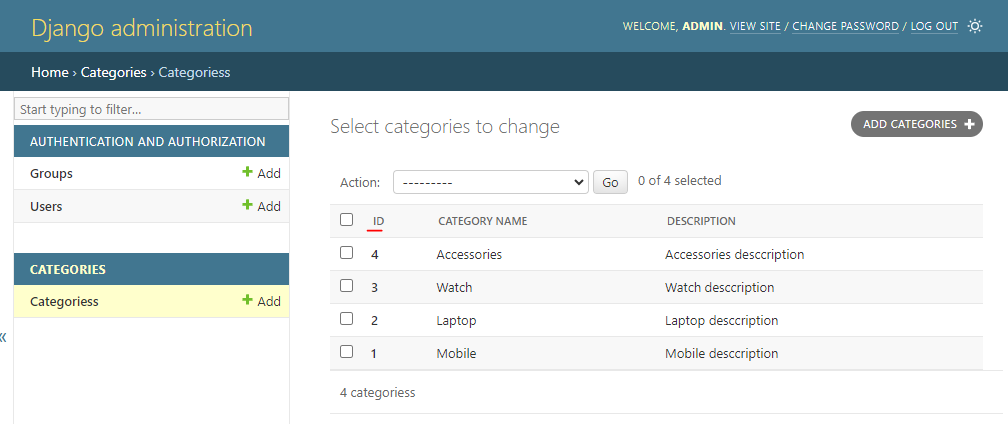 Django administration
WELCOME, ADMIN. VIEW SITE / CHANGE PASSWORD / LOG OUT
Home › Categories › Categoriess
Start typing to filter...
AUTHENTICATION AND AUTHORIZATION
Groups + Add
Users + Add
CATEGORIES
Categoriess + Add
«
Select categories to change
ADD CATEGORIES +
Action: --------- Go 0 of 4 selected
ID CATEGORY NAME DESCRIPTION
4 Accessories Accessories desccription
3 Watch Watch desccription
2 Laptop Laptop desccription
1 Mobile Mobile desccription
4 categoriess